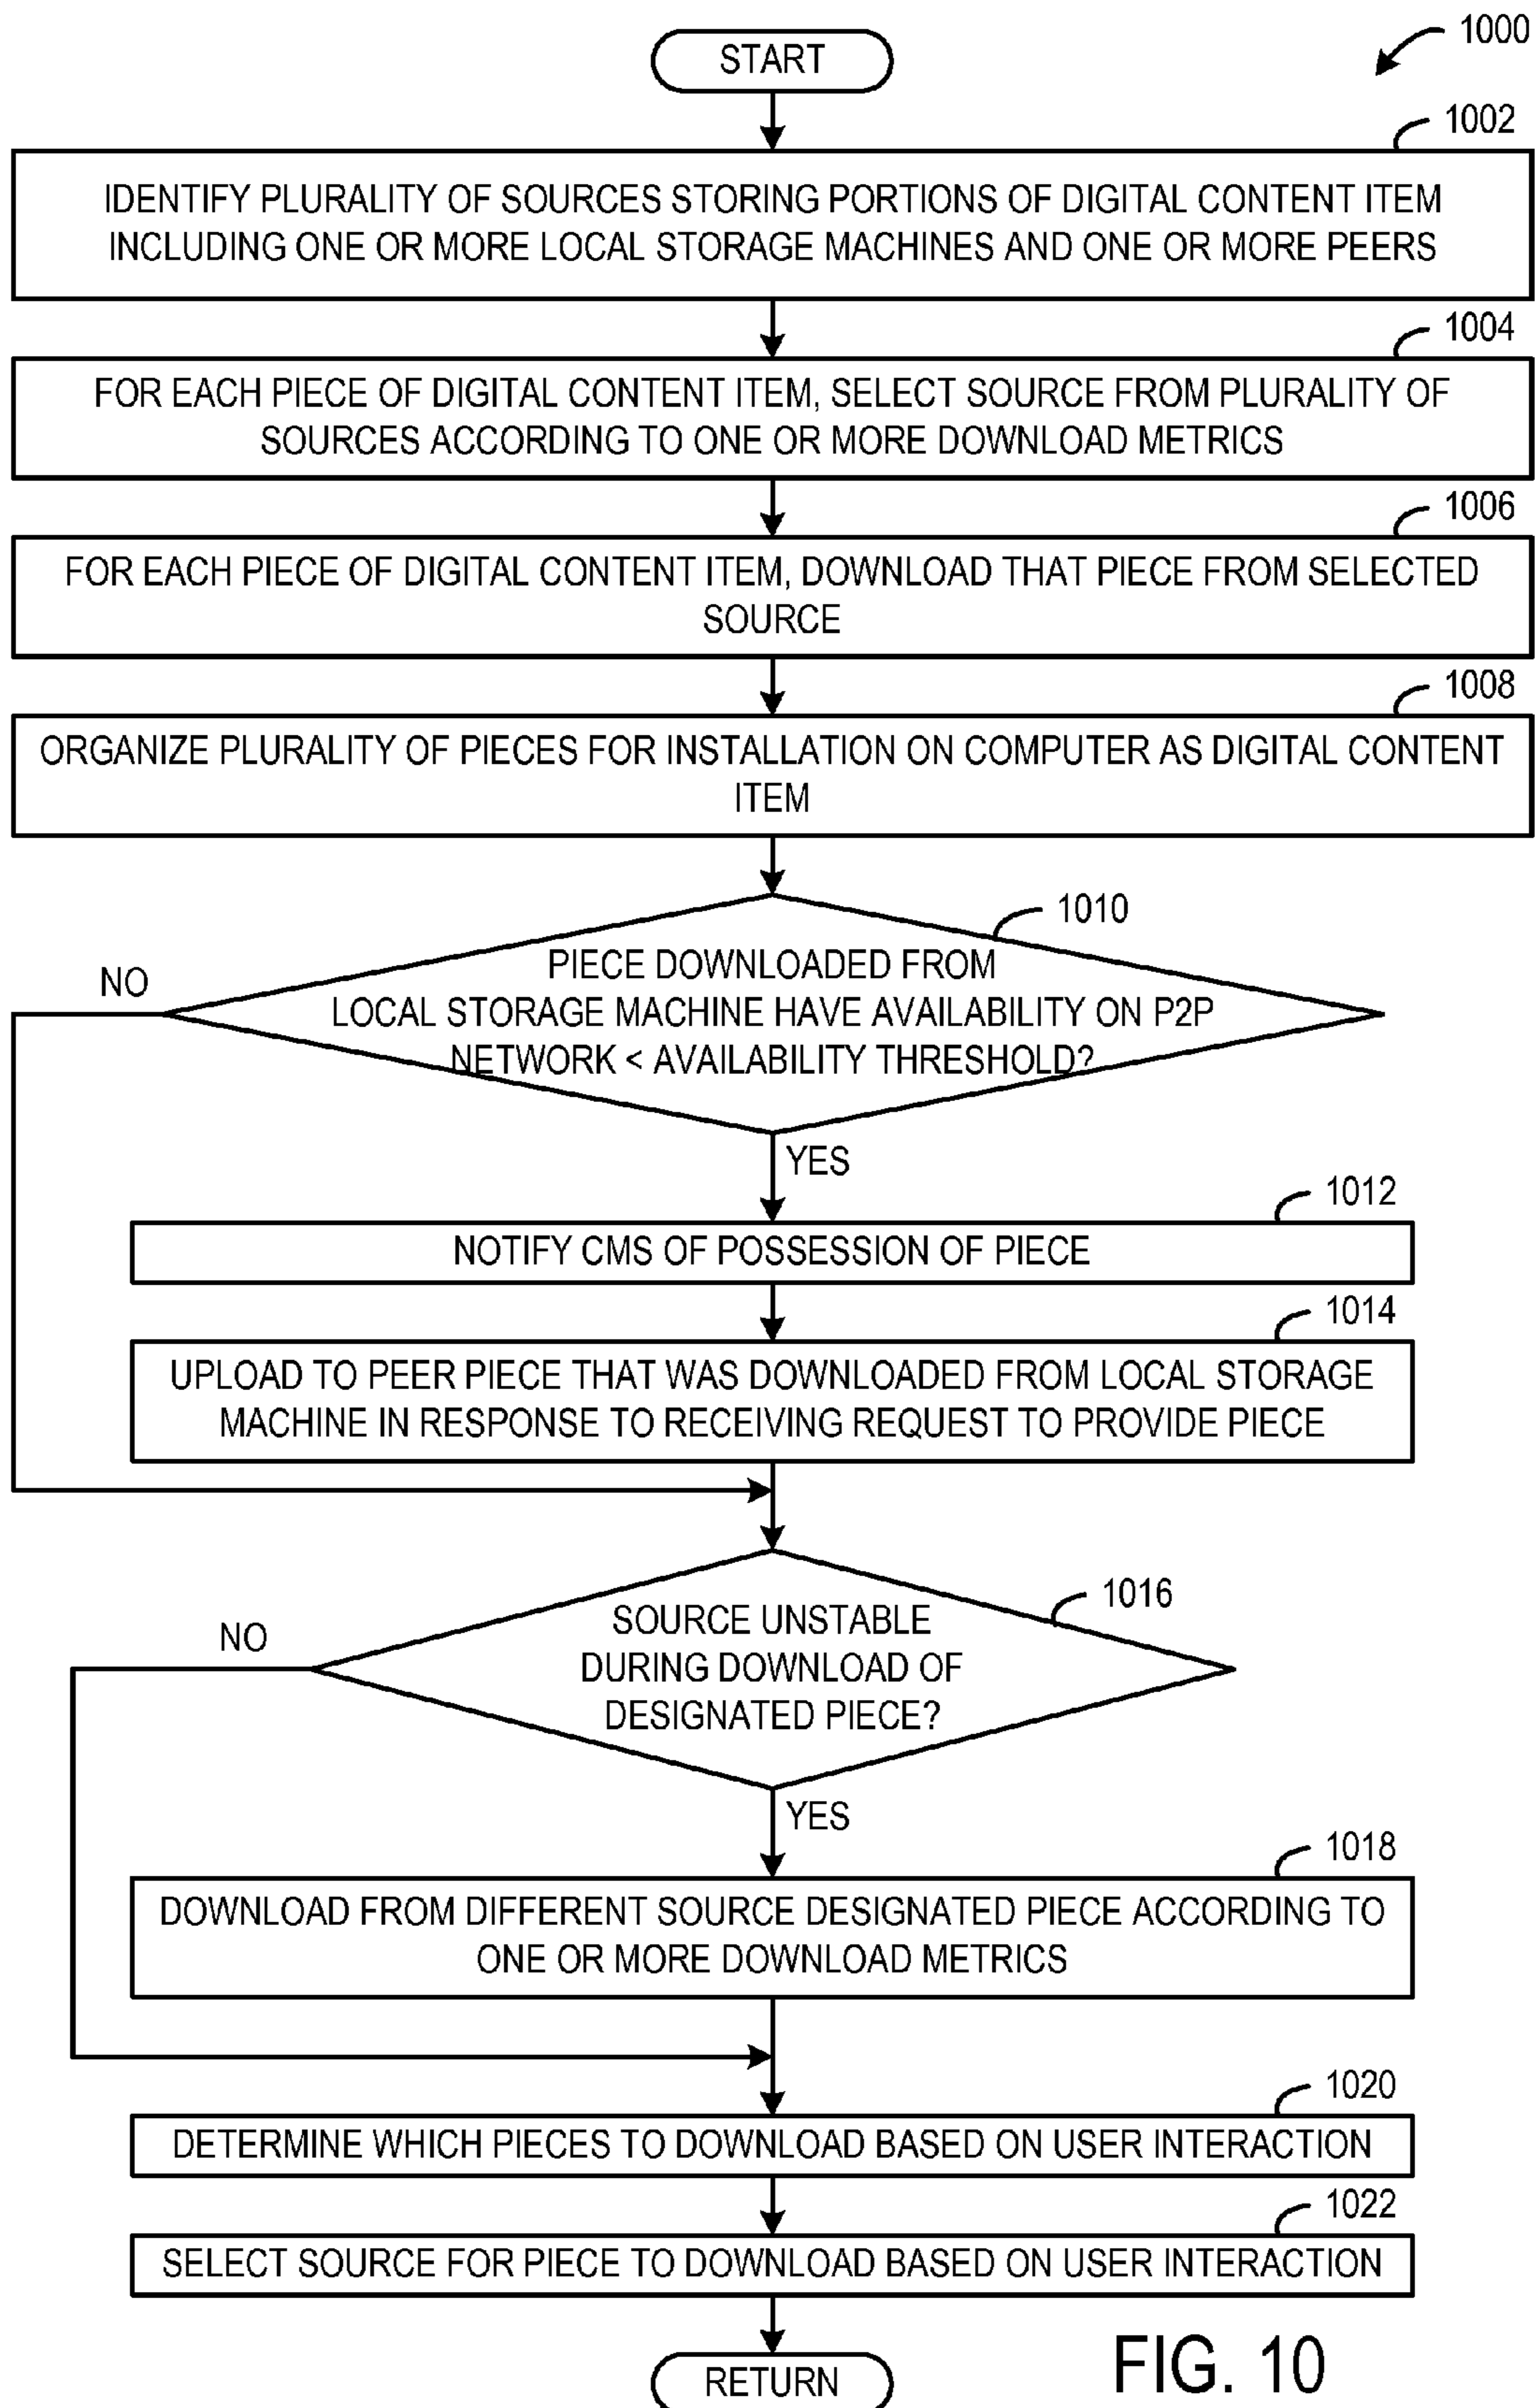 1000
START
1002
IDENTIFY PLURALITY OF SOURCES STORING PORTIONS OF DIGITAL CONTENT ITEM
INCLUDING ONE OR MORE LOCAL STORAGE MACHINES AND ONE OR MORE PEERS
1004
FOR EACH PIECE OF DIGITAL CONTENT ITEM, SELECT SOURCE FROM PLURALITY OF
SOURCES ACCORDING TO ONE OR MORE DOWNLOAD METRICS
1006
FOR EACH PIECE OF DIGITAL CONTENT ITEM, DOWNLOAD THAT PIECE FROM SELECTED
SOURCE
1008
ORGANIZE PLURALITY OF PIECES FOR INSTALLATION ON COMPUTER AS DIGITAL CONTENT
ITEM
1010
PIECE DOWNLOADED FROM
LOCAL STORAGE MACHINE HAVE AVAILABILITY ON P2P
NETWORK < AVAILABILITY THRESHOLD?
NO
YES
1012
NOTIFY CMS OF POSSESSION OF PIECE
1014
UPLOAD TO PEER PIECE THAT WAS DOWNLOADED FROM LOCAL STORAGE
MACHINE IN RESPONSE TO RECEIVING REQUEST TO PROVIDE PIECE
1016
SOURCE UNSTABLE
DURING DOWNLOAD OF
DESIGNATED PIECE?
NO
YES
1018
DOWNLOAD FROM DIFFERENT SOURCE DESIGNATED PIECE ACCORDING TO
ONE OR MORE DOWNLOAD METRICS
1020
DETERMINE WHICH PIECES TO DOWNLOAD BASED ON USER INTERACTION
1022
SELECT SOURCE FOR PIECE TO DOWNLOAD BASED ON USER INTERACTION
RETURN
FIG. 10